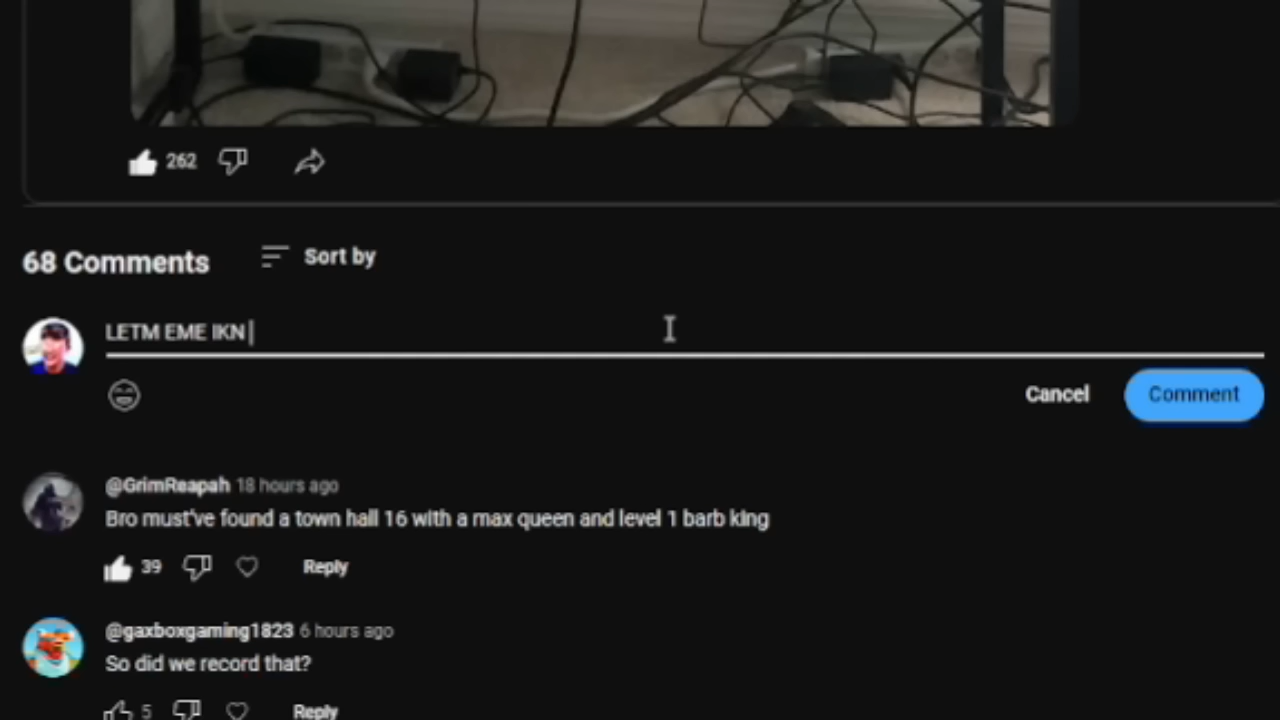 262
68 Comments Sort by
LETM EME IKN
Cancel Comment
@GrimReapah 18 hours ago
Bro must've found a town hall 16 with a max queen and level 1 barb king
39 Reply
@gaxboxgaming1823 6 hours ago
So did we record that?
5 Reply